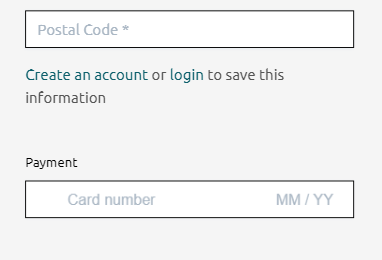 Postal Code *
Create an account or login to save this
information
Payment
Card number MM / YY